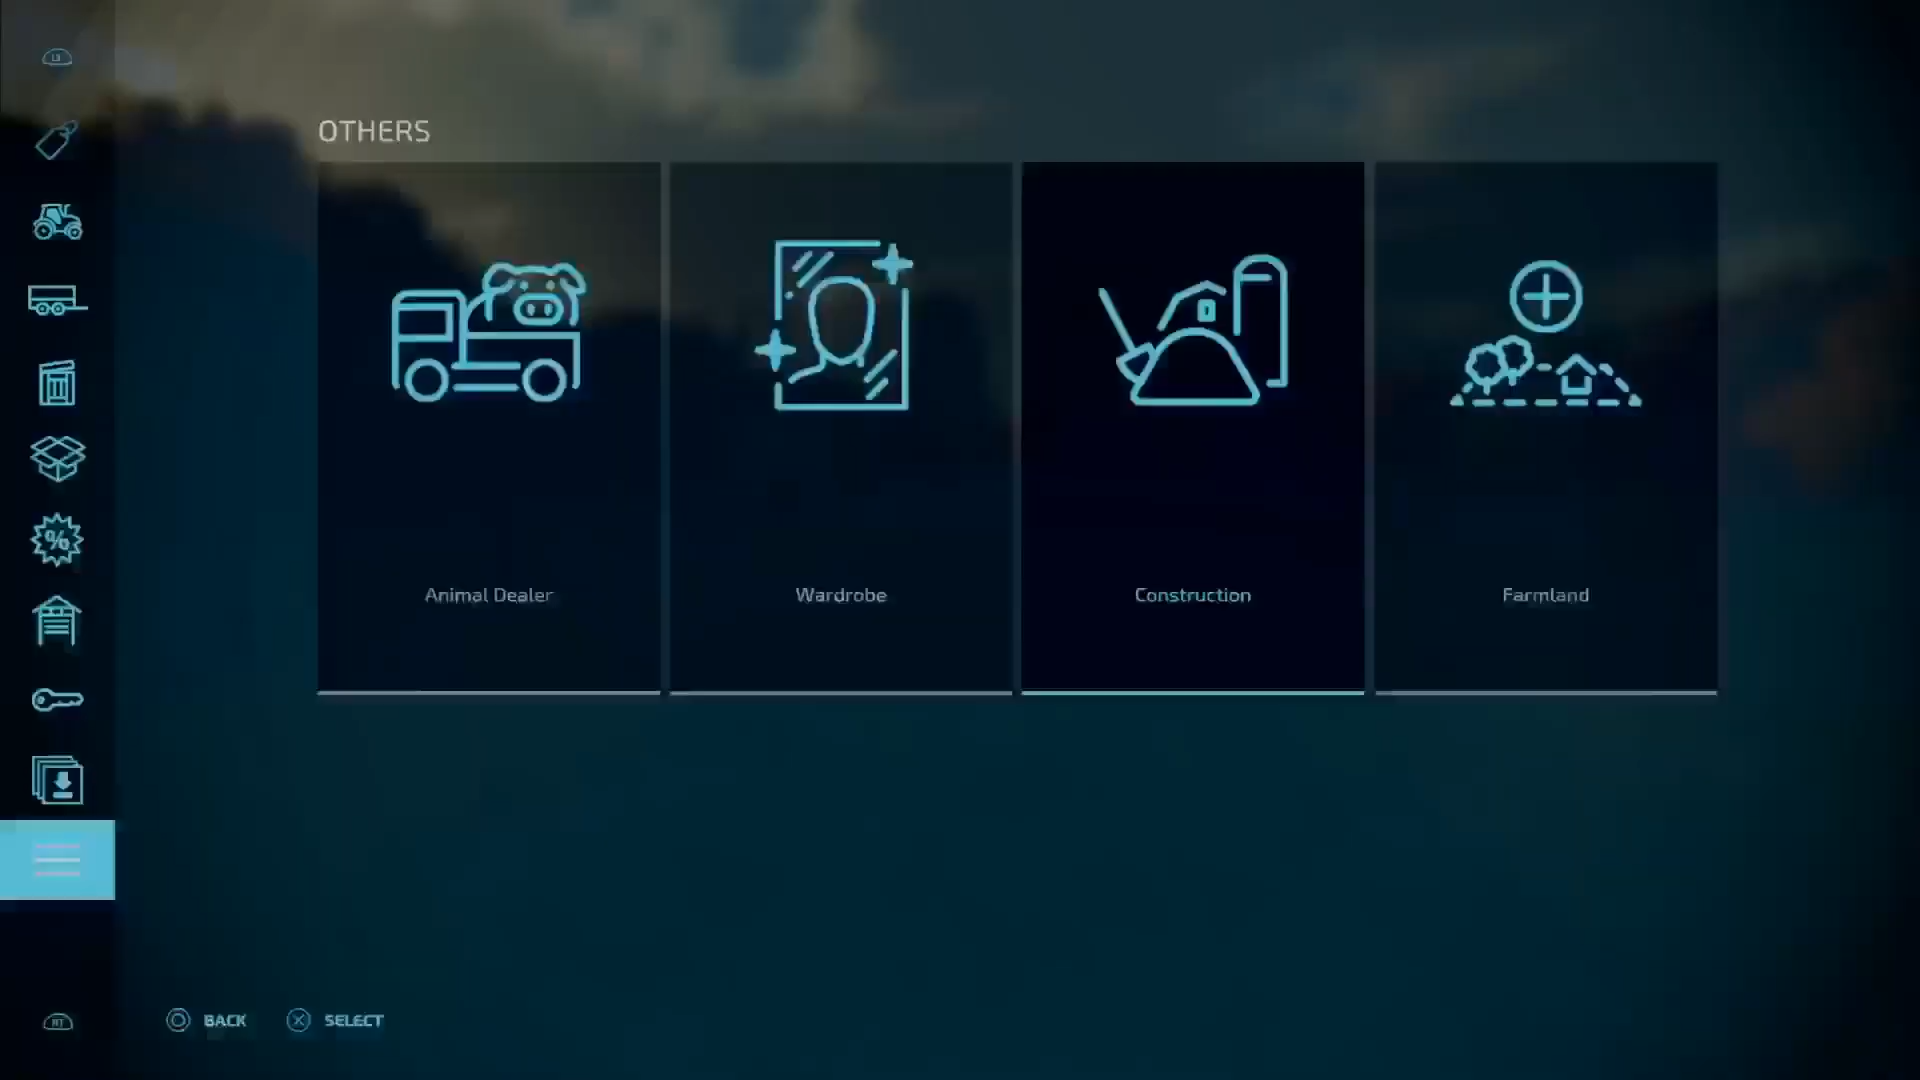 OTHERS
Animal Dealer
Wardrobe
Construction
Farmland
%
BACK
SELECT